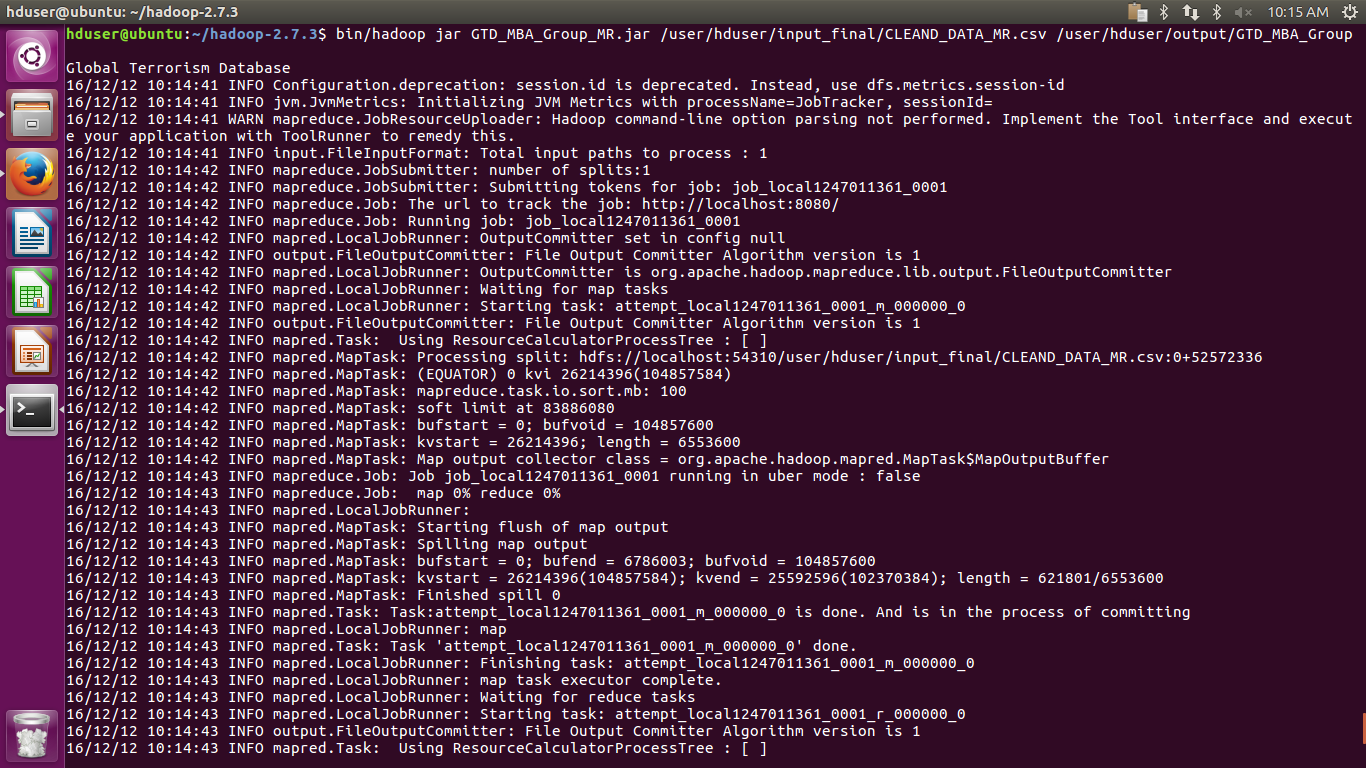 hduser@ubuntu: ~/hadoop-2.7.3
10:15 AM
hduser@ubuntu:~/hadoop-2.7.3$ bin/hadoop jar GTD_MBA_Group_MR.jar /user/hduser/input_final/CLEAND_DATA_MR.csv /user/hduser/output/GTD_MBA_Group
Global Terrorism Database
16/12/12 10:14:41 INFO Configuration.deprecation: session.id is deprecated. Instead, use dfs.metrics.session-id
16/12/12 10:14:41 INFO jvm.JvmMetrics: Initializing JVM Metrics with processName=JobTracker, sessionId=
16/12/12 10:14:41 WARN mapreduce.JobResourceUploader: Hadoop command-line option parsing not performed. Implement the Tool interface and execut
e your application with ToolRunner to remedy this.
16/12/12 10:14:41 INFO input.FileInputFormat: Total input paths to process : 1
16/12/12 10:14:42 INFO mapreduce.JobSubmitter: number of splits:1
16/12/12 10:14:42 INFO mapreduce.JobSubmitter: Submitting tokens for job: job_local1247011361_0001
16/12/12 10:14:42 INFO mapreduce.Job: The url to track the job: http://localhost:8080/
16/12/12 10:14:42 INFO mapreduce.Job: Running job: job_local1247011361_0001
16/12/12 10:14:42 INFO mapred.LocalJobRunner: OutputCommitter set in config null
16/12/12 10:14:42 INFO output.FileOutputCommitter: File Output Committer Algorithm version is 1
16/12/12 10:14:42 INFO mapred.LocalJobRunner: OutputCommitter is org.apache.hadoop.mapreduce.lib.output.FileOutputCommitter
16/12/12 10:14:42 INFO mapred.LocalJobRunner: Waiting for map tasks
16/12/12 10:14:42 INFO mapred.LocalJobRunner: Starting task: attempt_local1247011361_0001_m_000000_0
16/12/12 10:14:42 INFO output.FileOutputCommitter: File Output Committer Algorithm version is 1
16/12/12 10:14:42 INFO mapred.Task:  Using ResourceCalculatorProcessTree : [ ]
16/12/12 10:14:42 INFO mapred.MapTask: Processing split: hdfs://localhost:54310/user/hduser/input_final/CLEAND_DATA_MR.csv:0+52572336
16/12/12 10:14:42 INFO mapred.MapTask: (EQUATOR) 0 kvi 26214396(104857584)
16/12/12 10:14:42 INFO mapred.MapTask: mapreduce.task.io.sort.mb: 100
16/12/12 10:14:42 INFO mapred.MapTask: soft limit at 83886080
16/12/12 10:14:42 INFO mapred.MapTask: bufstart = 0; bufvoid = 104857600
16/12/12 10:14:42 INFO mapred.MapTask: kvstart = 26214396; length = 6553600
16/12/12 10:14:42 INFO mapred.MapTask: Map output collector class = org.apache.hadoop.mapred.MapTask$MapOutputBuffer
16/12/12 10:14:43 INFO mapreduce.Job: Job job_local1247011361_0001 running in uber mode : false
16/12/12 10:14:43 INFO mapreduce.Job:  map 0% reduce 0%
16/12/12 10:14:43 INFO mapred.LocalJobRunner:
16/12/12 10:14:43 INFO mapred.MapTask: Starting flush of map output
16/12/12 10:14:43 INFO mapred.MapTask: Spilling map output
16/12/12 10:14:43 INFO mapred.MapTask: bufstart = 0; bufend = 6786003; bufvoid = 104857600
16/12/12 10:14:43 INFO mapred.MapTask: kvstart = 26214396(104857584); kvend = 25592596(102370384); length = 621801/6553600
16/12/12 10:14:43 INFO mapred.MapTask: Finished spill 0
16/12/12 10:14:43 INFO mapred.Task: Task:attempt_local1247011361_0001_m_000000_0 is done. And is in the process of committing
16/12/12 10:14:43 INFO mapred.LocalJobRunner: map
16/12/12 10:14:43 INFO mapred.Task: Task 'attempt_local1247011361_0001_m_000000_0' done.
16/12/12 10:14:43 INFO mapred.LocalJobRunner: Finishing task: attempt_local1247011361_0001_m_000000_0
16/12/12 10:14:43 INFO mapred.LocalJobRunner: map task executor complete.
16/12/12 10:14:43 INFO mapred.LocalJobRunner: Waiting for reduce tasks
16/12/12 10:14:43 INFO mapred.LocalJobRunner: Starting task: attempt_local1247011361_0001_r_000000_0
16/12/12 10:14:43 INFO output.FileOutputCommitter: File Output Committer Algorithm version is 1
16/12/12 10:14:43 INFO mapred.Task:  Using ResourceCalculatorProcessTree : [ ]